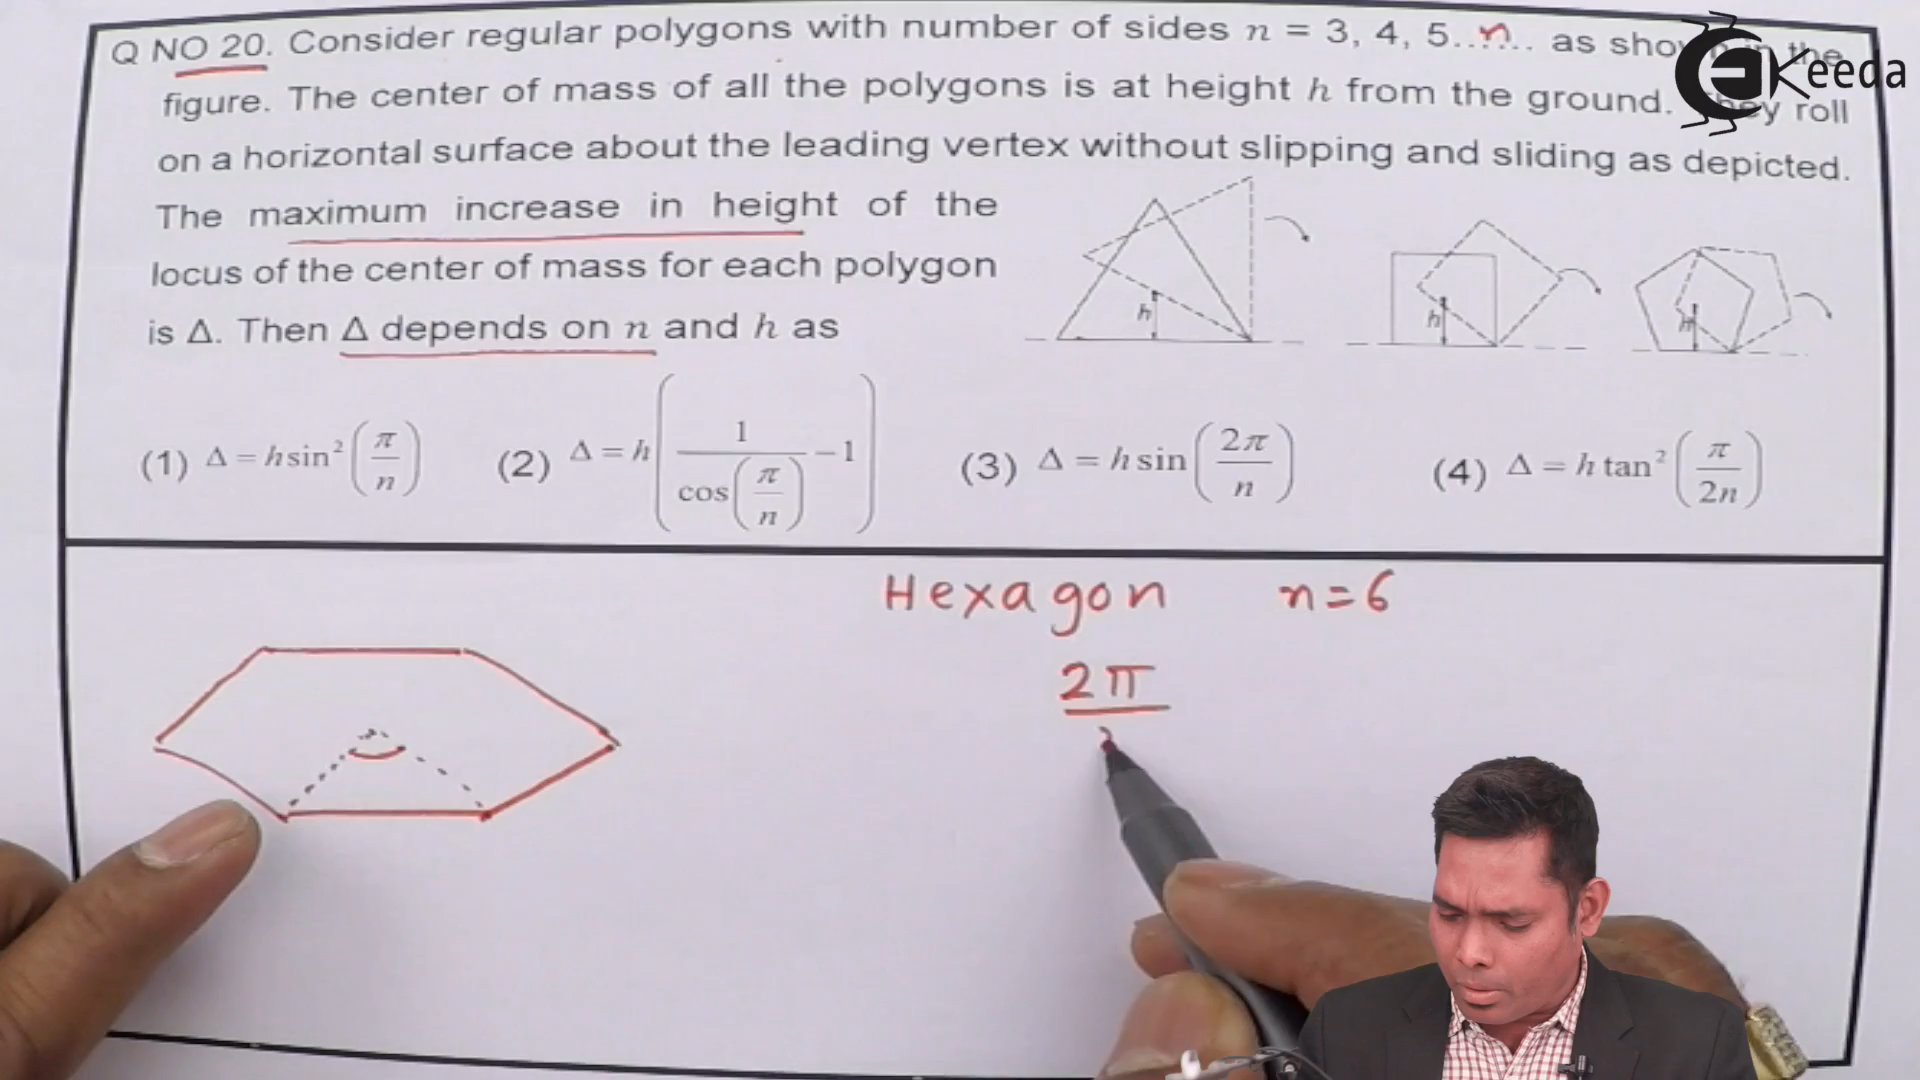 Q NO 20. Consider regular polygons with number of sides n = 3, 4, 5...... as in the
n
figure. The center of mass of all the polygons is at height h from the ground. roll
Keeda
on a horizontal surface about the leading vertex without slipping and sliding as depicted.
The maximum increase in height of the
locus of the center of mass for each polygon
is Δ. Then Δ depends on n and h as
h
h
H
(1) Δ = h sin² (π/n)
(2) Δ = h (1/cos(π/n) − 1)
(3) Δ = h sin (2π/n)
(4) Δ = h tan² (π/2n)
Hexagon n=6
2π